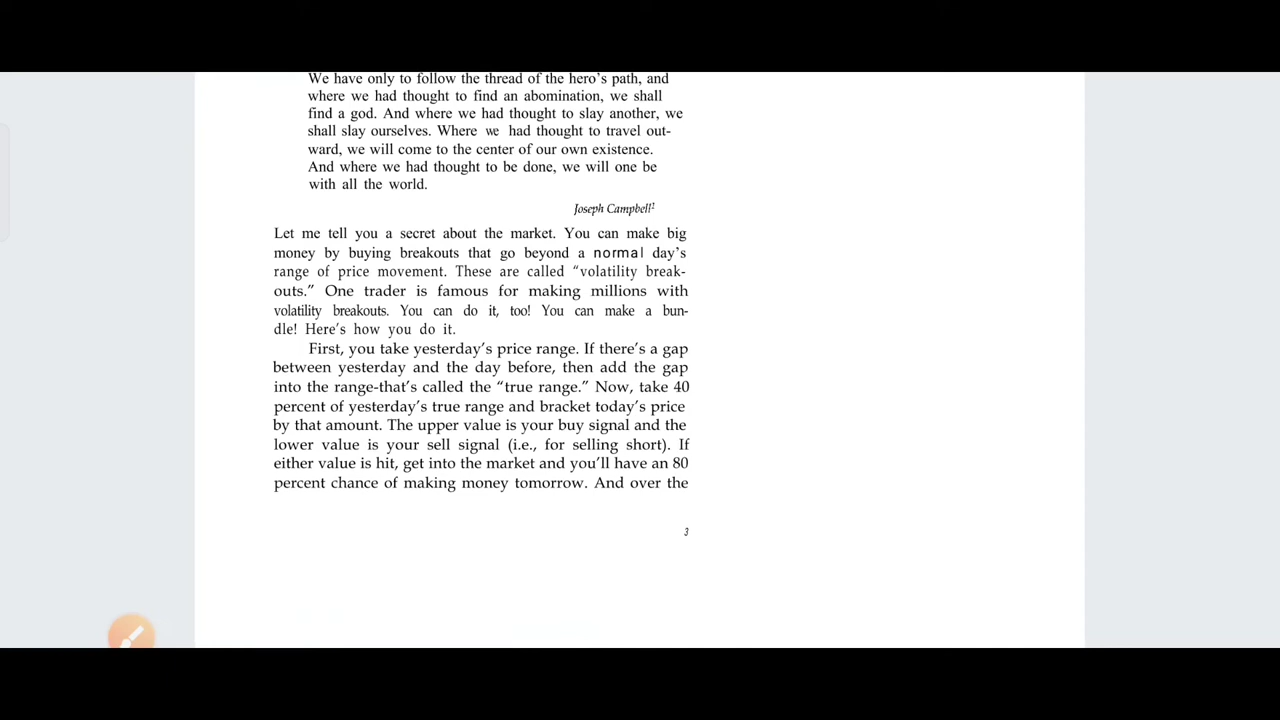 We have only to follow the thread of the hero's path, and
where we had thought to find an abomination, we shall
find a god. And where we had thought to slay another, we
shall slay ourselves. Where we had thought to travel out-
ward, we will come to the center of our own existence.
And where we had thought to be done, we will one be
with all the world.
Joseph Campbell¹
Let me tell you a secret about the market. You can make big
money by buying breakouts that go beyond a normal day's
range of price movement. These are called “volatility break-
outs.” One trader is famous for making millions with
volatility breakouts. You can do it, too! You can make a bun-
dle! Here's how you do it.
First, you take yesterday's price range. If there's a gap
between yesterday and the day before, then add the gap
into the range-that's called the “true range.” Now, take 40
percent of yesterday's true range and bracket today's price
by that amount. The upper value is your buy signal and the
lower value is your sell signal (i.e., for selling short). If
either value is hit, get into the market and you'll have an 80
percent chance of making money tomorrow. And over the
3